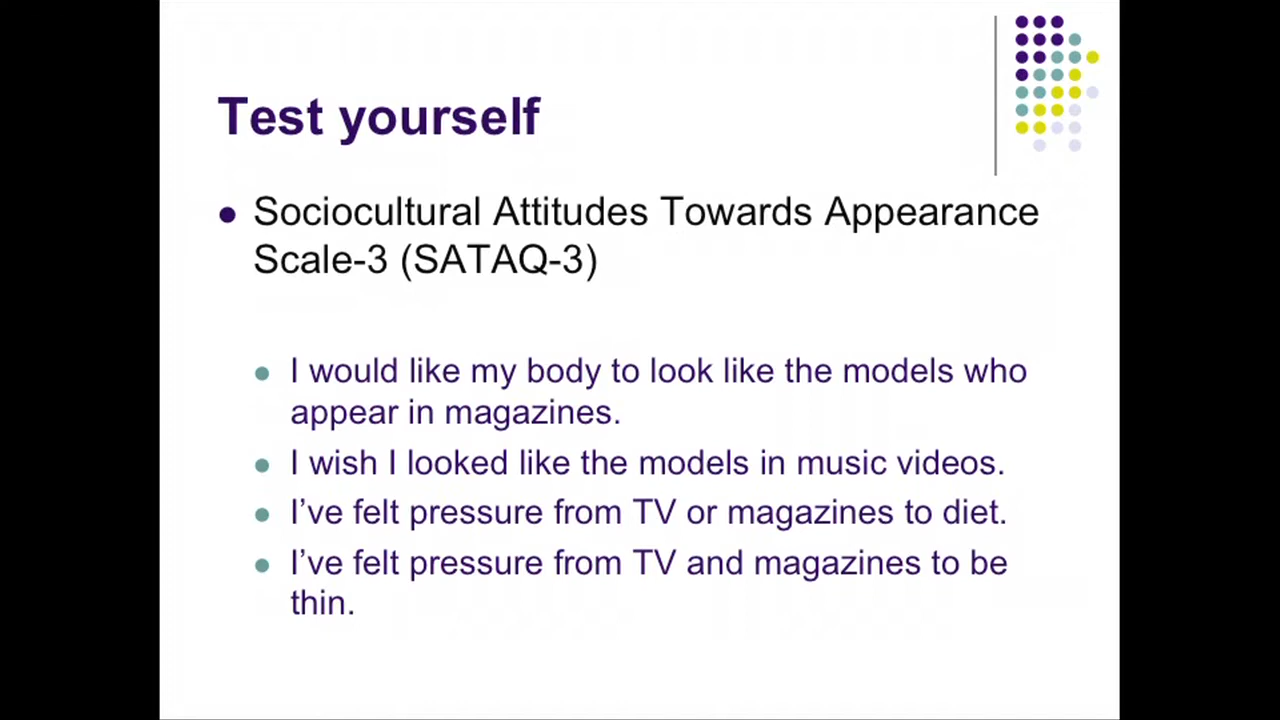 Test yourself
Sociocultural Attitudes Towards Appearance
Scale-3 (SATAQ-3)
I would like my body to look like the models who
appear in magazines.
I wish I looked like the models in music videos.
I’ve felt pressure from TV or magazines to diet.
I’ve felt pressure from TV and magazines to be
thin.